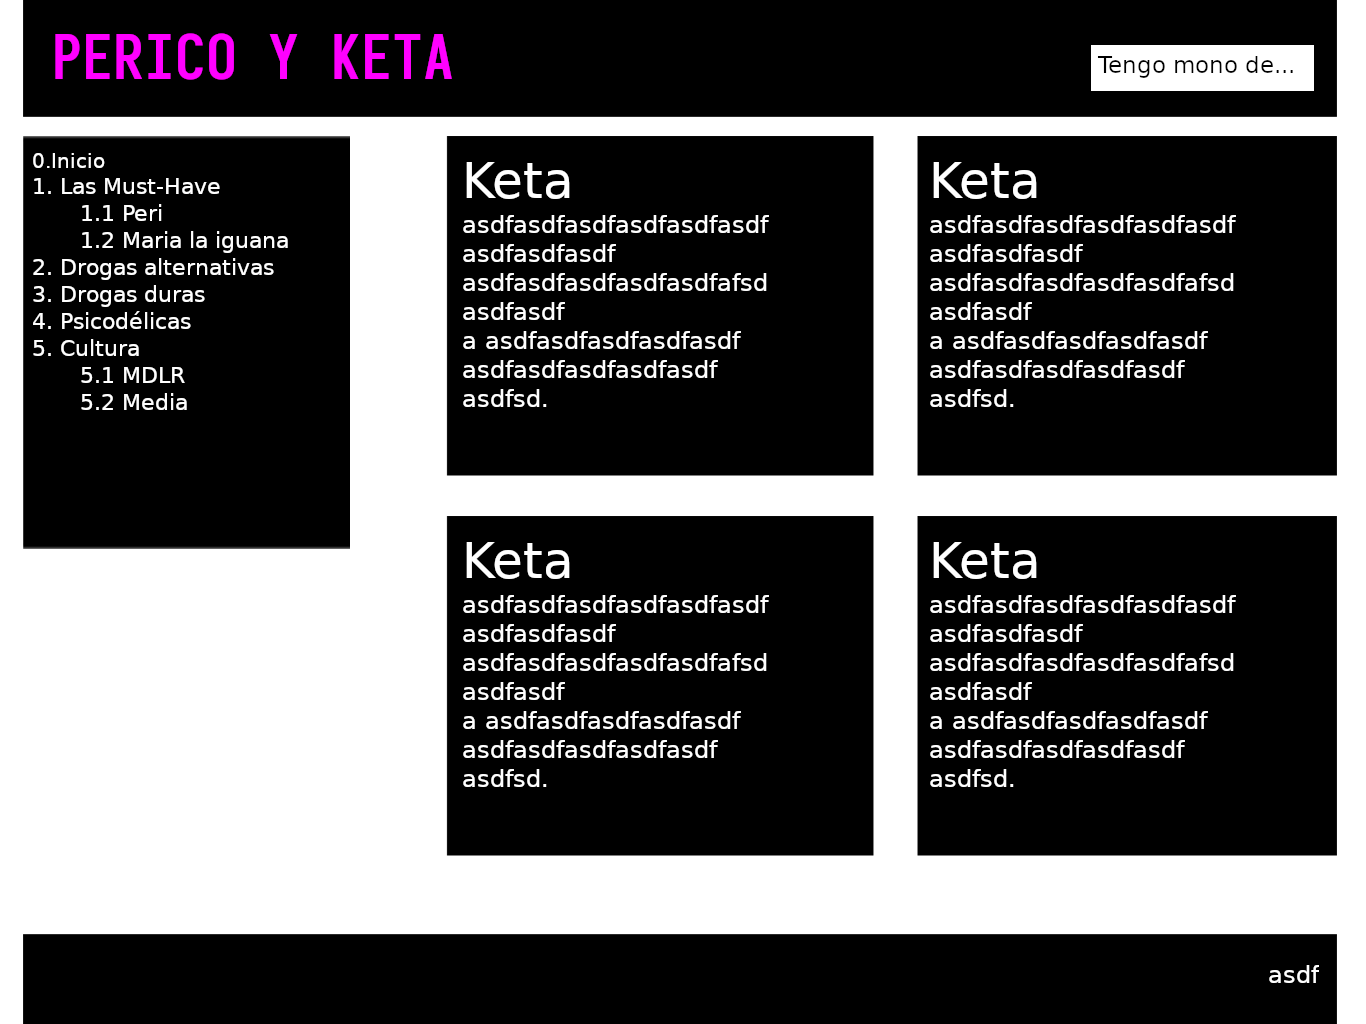 PERICO Y KETA
Tengo mono de...
0.Inicio
1. Las Must-Have
1.1 Peri
1.2 Maria la iguana
2. Drogas alternativas
3. Drogas duras
4. Psicodélicas
5. Cultura
5.1 MDLR
5.2 Media
Keta
asdfasdfasdfasdfasdfasdf
asdfasdfasdf
asdfasdfasdfasdfasdfafsd
asdfasdf
a asdfasdfasdfasdfasdf
asdfasdfasdfasdfasdf
asdfsd.
Keta
asdfasdfasdfasdfasdfasdf
asdfasdfasdf
asdfasdfasdfasdfasdfafsd
asdfasdf
a asdfasdfasdfasdfasdf
asdfasdfasdfasdfasdf
asdfsd.
Keta
asdfasdfasdfasdfasdfasdf
asdfasdfasdf
asdfasdfasdfasdfasdfafsd
asdfasdf
a asdfasdfasdfasdfasdf
asdfasdfasdfasdfasdf
asdfsd.
Keta
asdfasdfasdfasdfasdfasdf
asdfasdfasdf
asdfasdfasdfasdfasdfafsd
asdfasdf
a asdfasdfasdfasdfasdf
asdfasdfasdfasdfasdf
asdfsd.
asdf